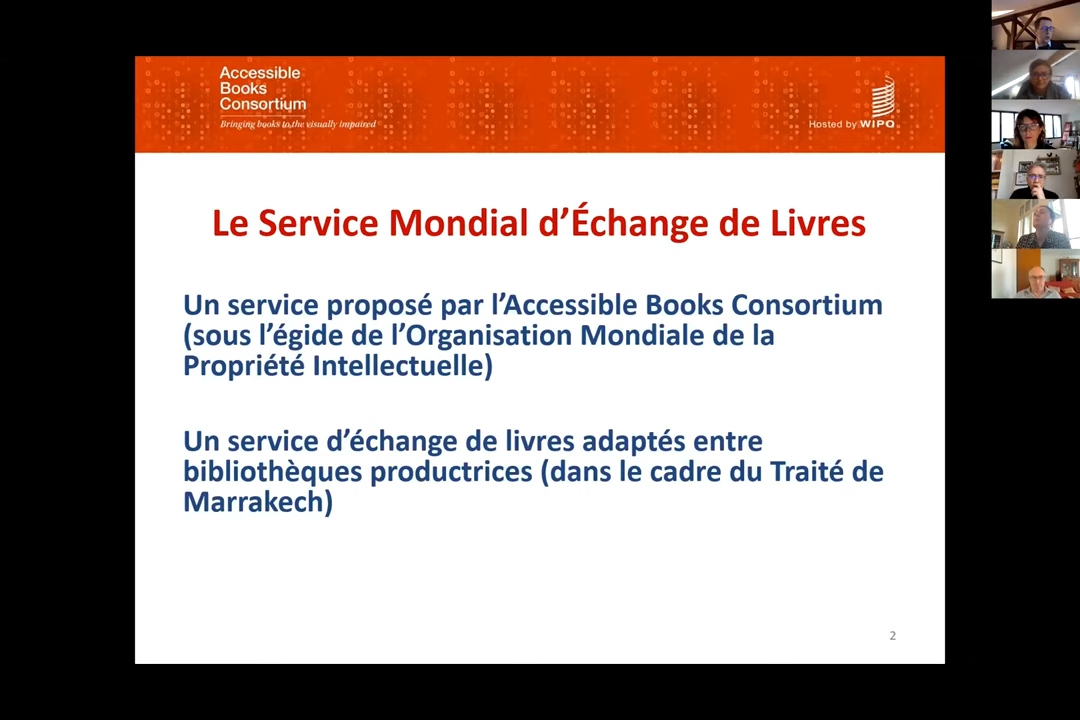 Accessible
Books
Consortium
Bringing books to the visually impaired
Hosted by WIPO
Le Service Mondial d’Échange de Livres
Un service proposé par l’Accessible Books Consortium
(sous l’égide de l’Organisation Mondiale de la
Propriété Intellectuelle)
Un service d’échange de livres adaptés entre
bibliothèques productrices (dans le cadre du Traité de
Marrakech)
2